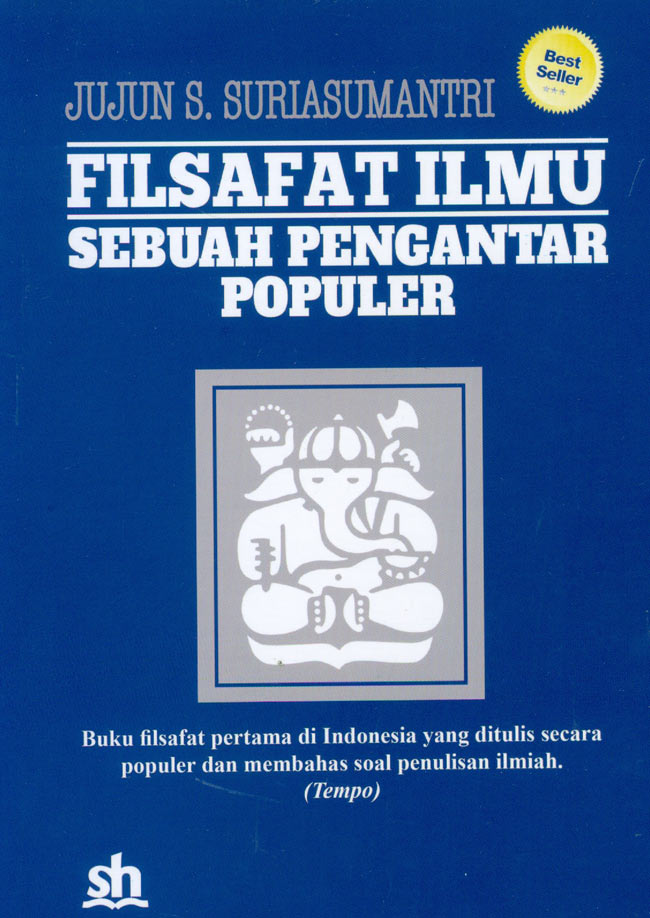 Best
Seller
JUJUN S. SURIASUMANTRI
FILSAFAT ILMU
SEBUAH PENGANTAR
POPULER
Buku filsafat pertama di Indonesia yang ditulis secara
populer dan membahas soal penulisan ilmiah.
(Tempo)
sh